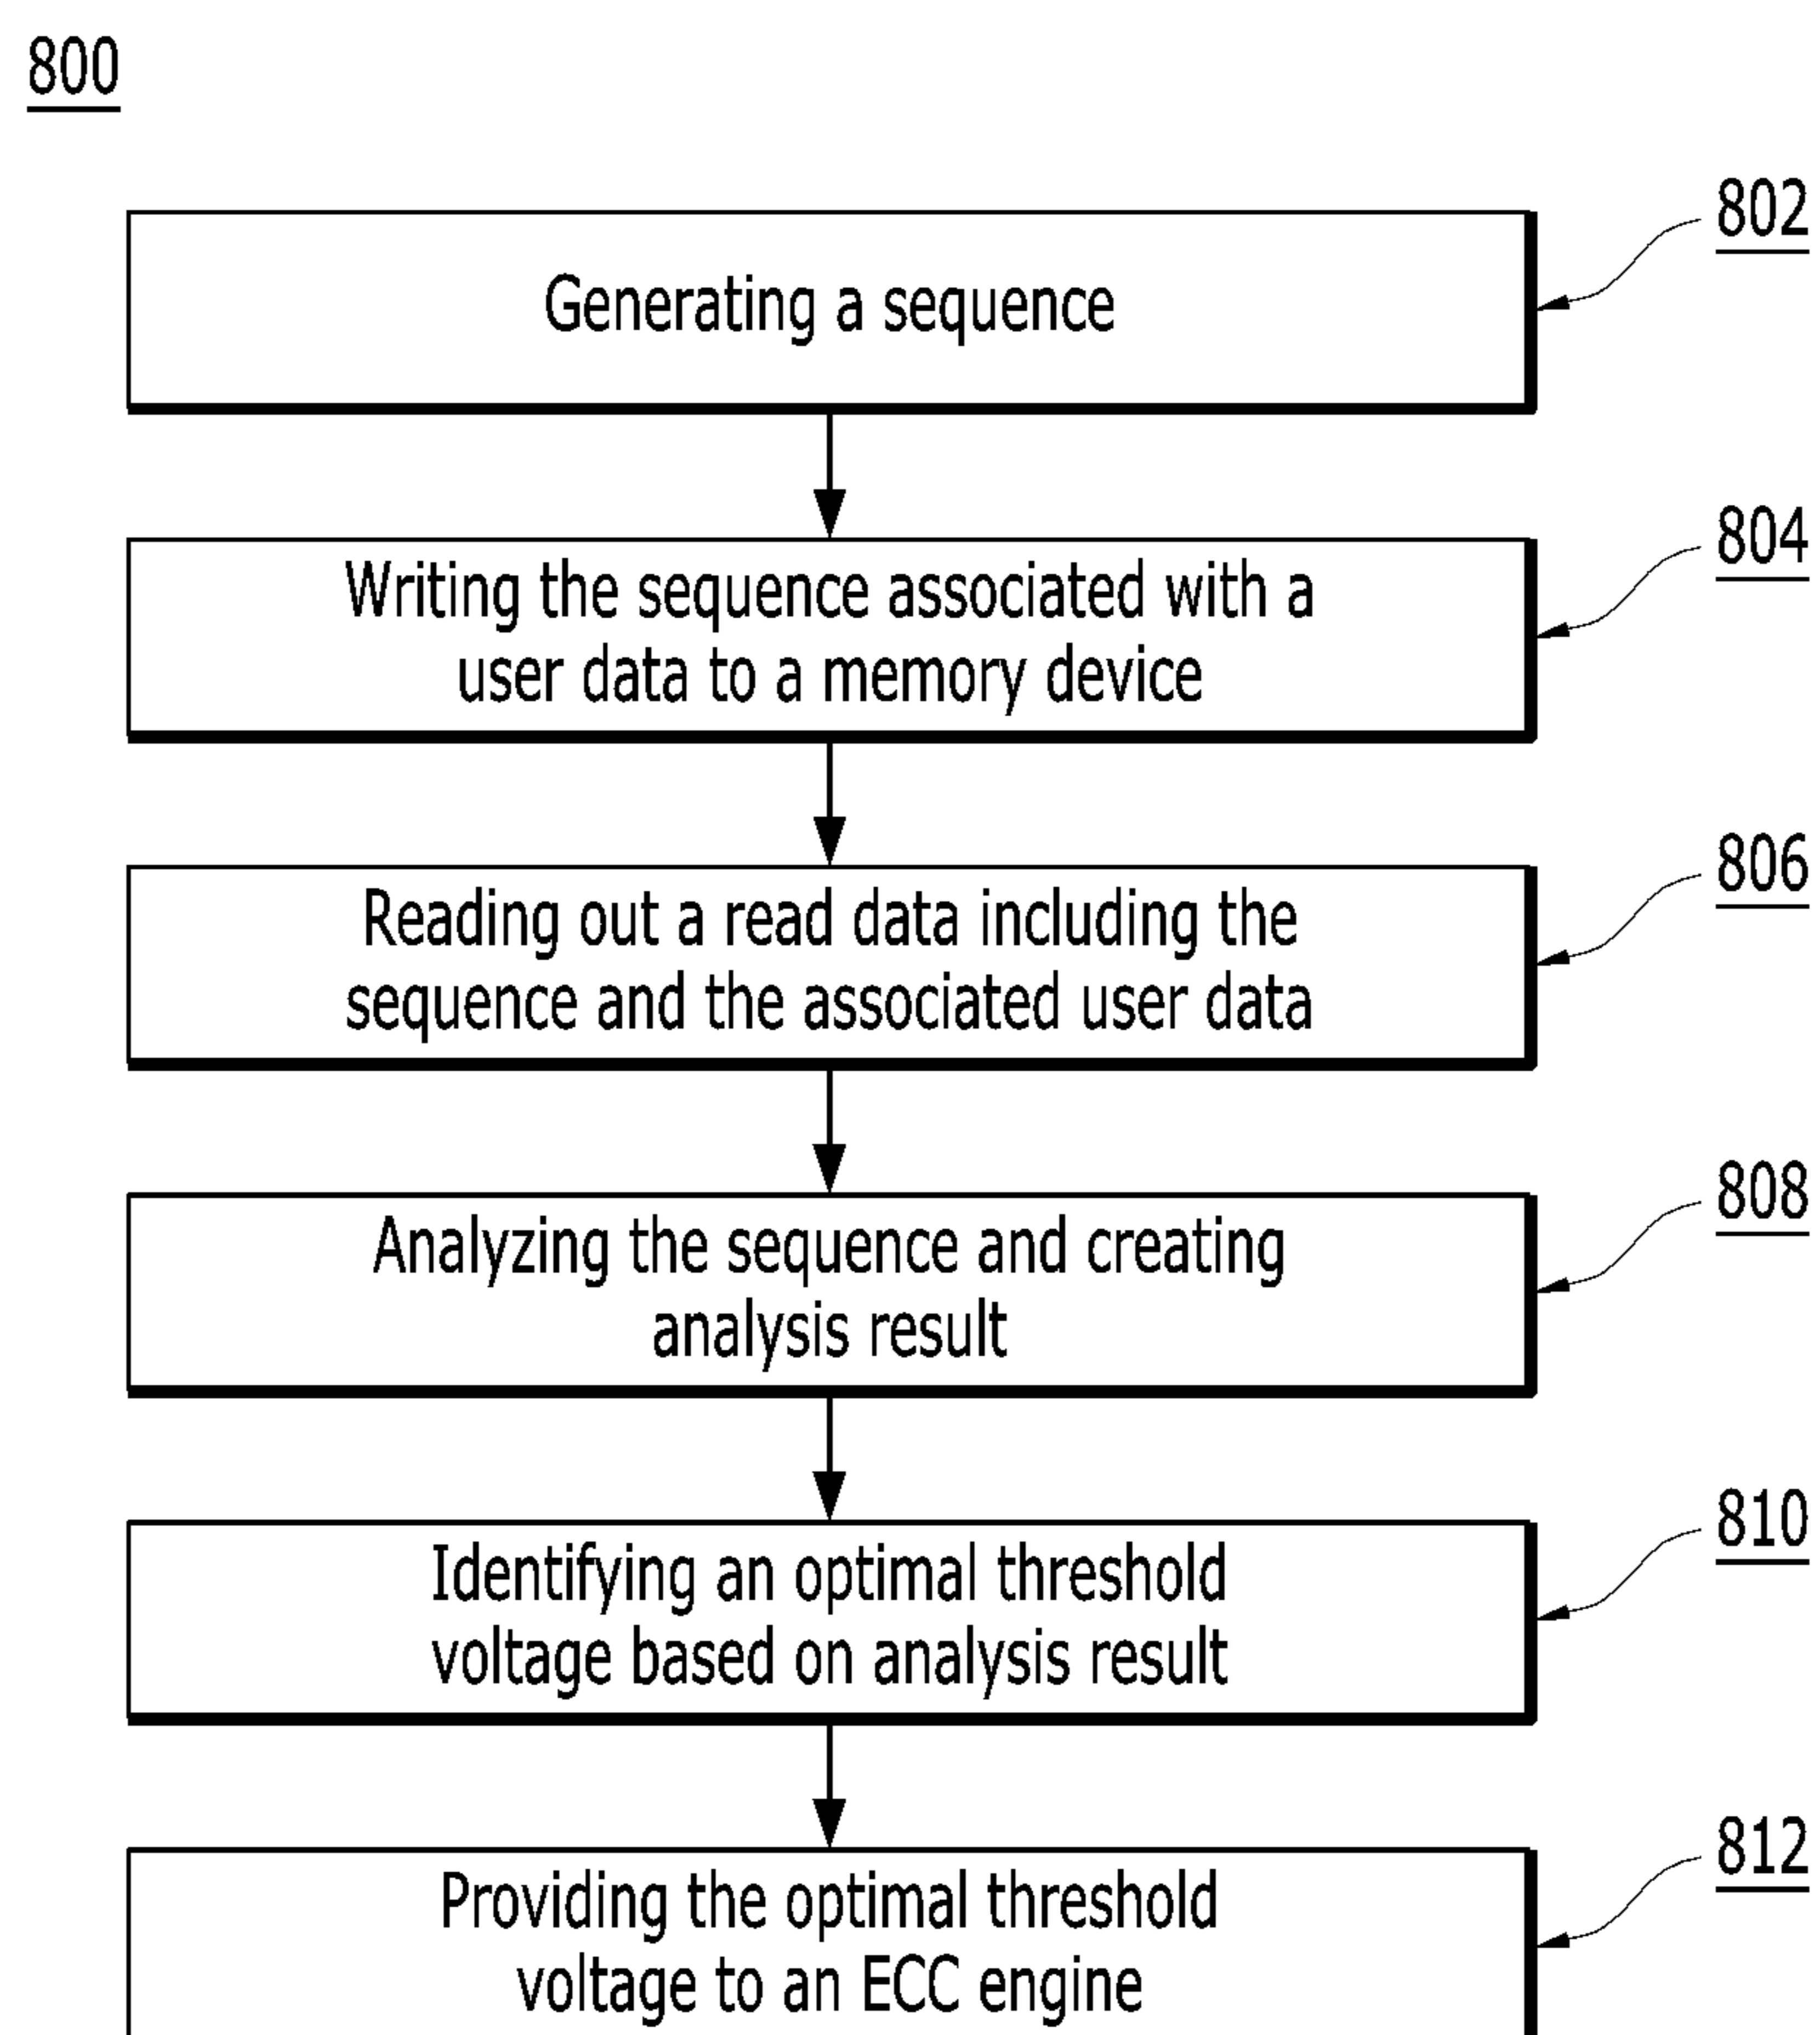 800
802
Generating a sequence
804
Writing the sequence associated with a
user data to a memory device
806
Reading out a read data including the
sequence and the associated user data
808
Analyzing the sequence and creating
analysis result
810
Identifying an optimal threshold
voltage based on analysis result
812
Providing the optimal threshold
voltage to an ECC engine